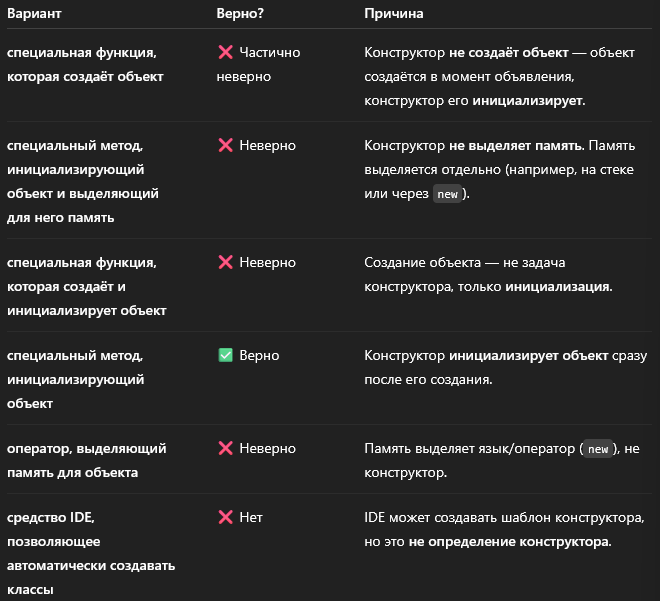 Вариант Верно? Причина
специальная функция,
которая создаёт объект
❌ Частично
неверно
Конструктор не создаёт объект — объект
создаётся в момент объявления,
конструктор его инициализирует.
специальный метод,
инициализирующий
объект и выделяющий
для него память
❌ Неверно
Конструктор не выделяет память. Память
выделяется отдельно (например, на стеке
или через new).
специальная функция,
которая создаёт и
инициализирует объект
❌ Неверно
Создание объекта — не задача
конструктора, только инициализация.
специальный метод,
инициализирующий
объект
✅ Верно
Конструктор инициализирует объект сразу
после его создания.
оператор, выделяющий
память для объекта
❌ Неверно
Память выделяет язык/оператор (new), не
конструктор.
средство IDE,
позволяющее
автоматически создавать
классы
❌ Нет
IDE может создавать шаблон конструктора,
но это не определение конструктора.